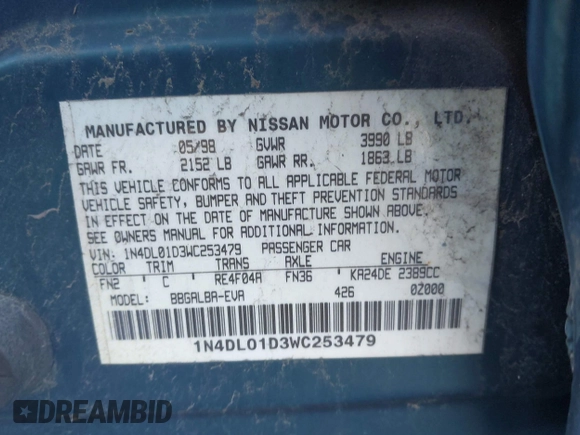 MANUFACTURED BY NISSAN MOTOR CO., LTD.
DATE 05/98 GVWR 3990 LB
GAWR FR. 2152 LB GAWR RR. 1863 LB
THIS VEHICLE CONFORMS TO ALL APPLICABLE FEDERAL MOTOR
VEHICLE SAFETY, BUMPER AND THEFT PREVENTION STANDARDS
IN EFFECT ON THE DATE OF MANUFACTURE SHOWN ABOVE.
SEE OWNERS MANUAL FOR ADDITIONAL INFORMATION.
VIN: 1N4DL01D3WC253479 PASSENGER CAR
COLOR TRIM TRANS AXLE ENGINE
FN2 C RE4F04A FN36 KA24DE 2389CC
MODEL: BBGALBA-EVA 426 0Z000
1N4DL01D3WC253479
DREAMBID